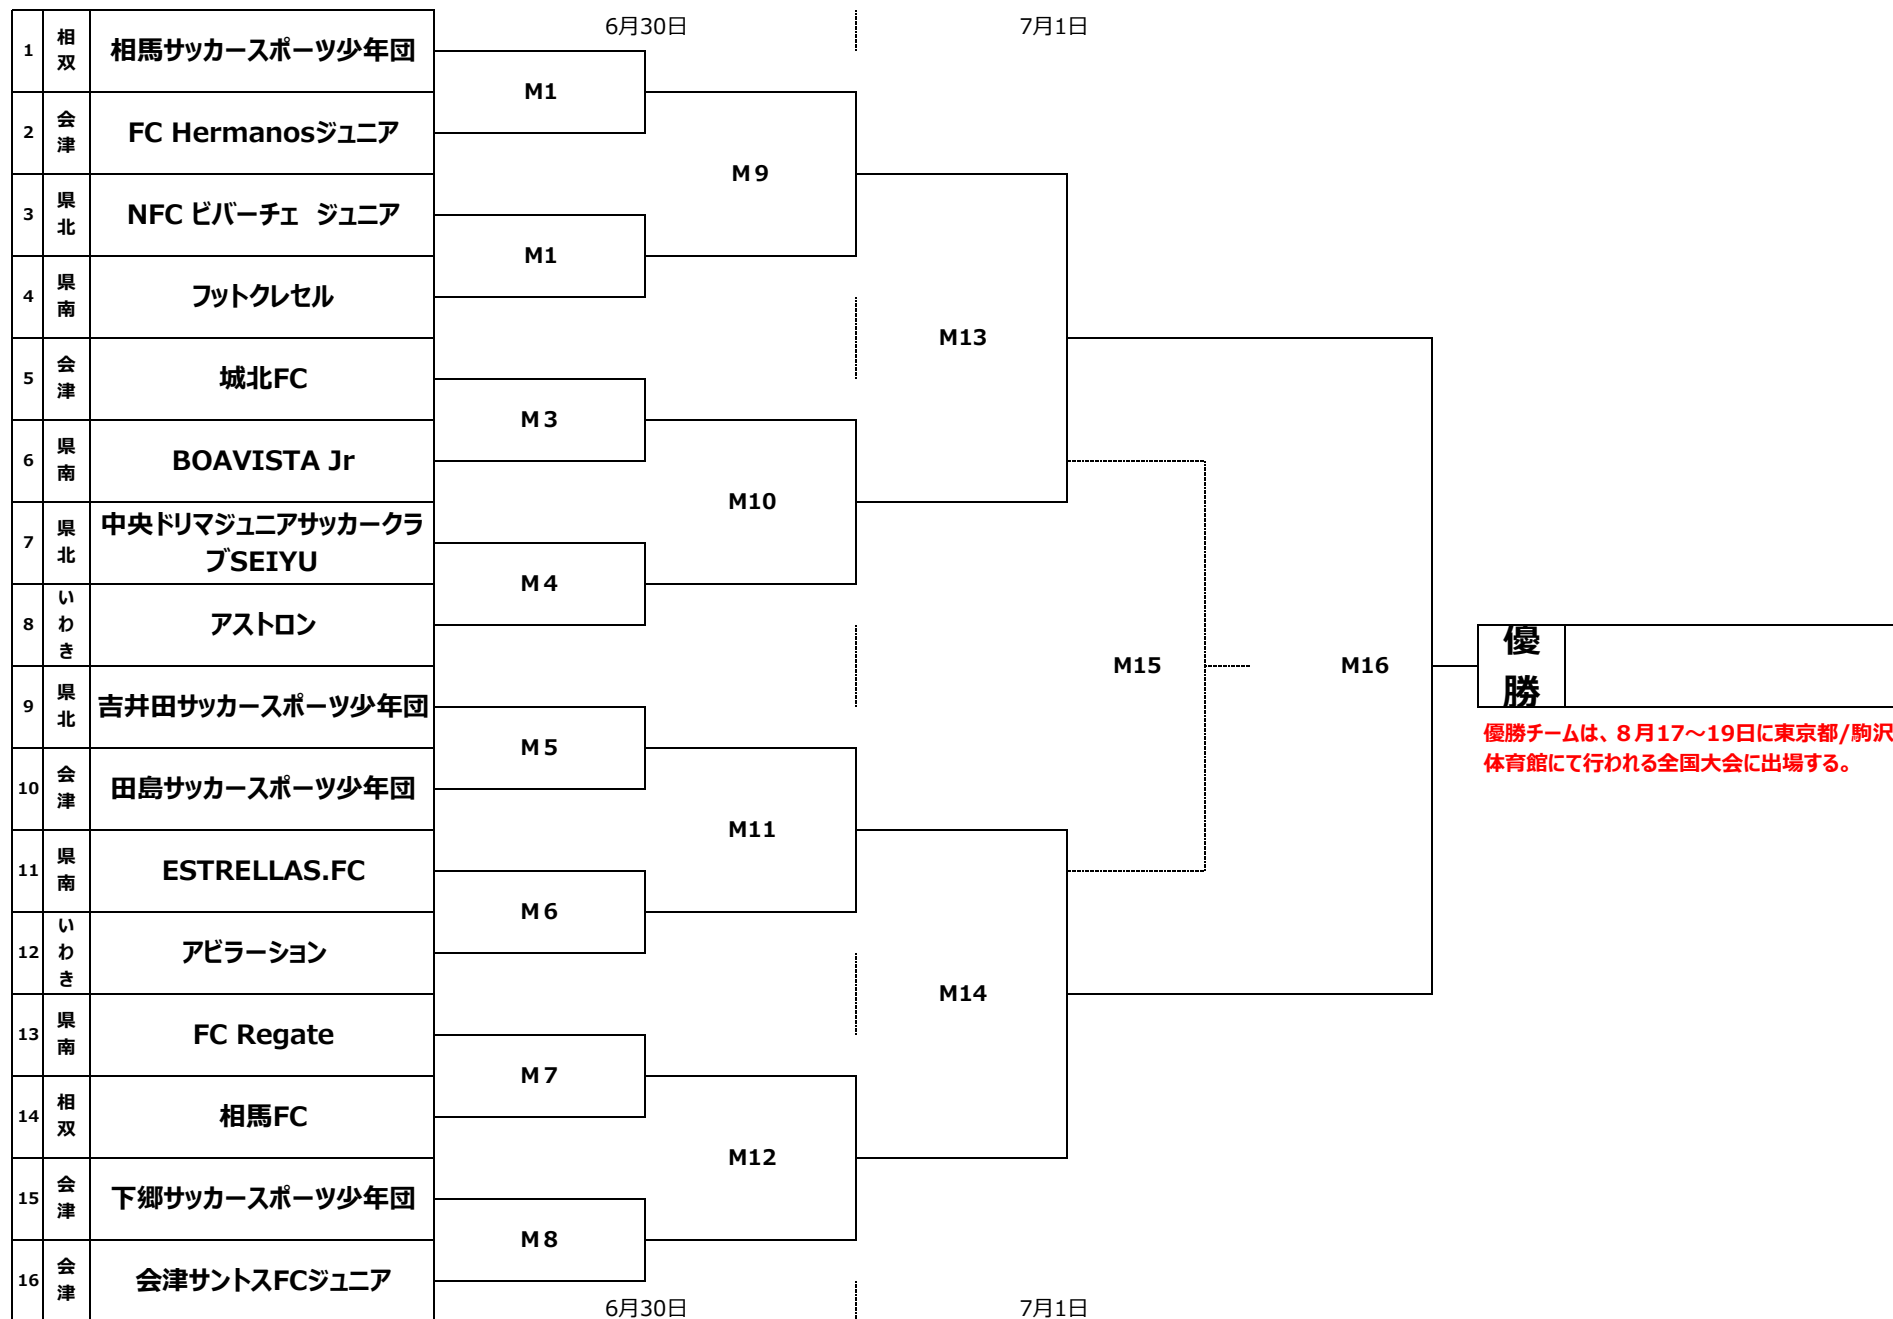 6月30日 7月1日
1 相双 相馬サッカースポーツ少年団
M1
2 会津 FC Hermanosジュニア
M９
3 県北 NFC ビバーチェ　ジュニア
M1
4 県南 フットクレセル
M13
5 会津 城北FC
M３
6 県南 BOAVISTA Jr
M10
7 県北 中央ドリマジュニアサッカークラ
ブSEIYU
M４
8 いわき アストロン
M15 M16 優勝
9 県北 吉井田サッカースポーツ少年団
優勝チームは、８月17～19日に東京都/駒沢
体育館にて行われる全国大会に出場する。
M５
10 会津 田島サッカースポーツ少年団
M11
11 県南 ESTRELLAS.FC
M６
12 いわき アビラーション
M14
13 県南 FC Regate
M７
14 相双 相馬FC
M12
15 会津 下郷サッカースポーツ少年団
M８
16 会津 会津サントスFCジュニア
6月30日 7月1日